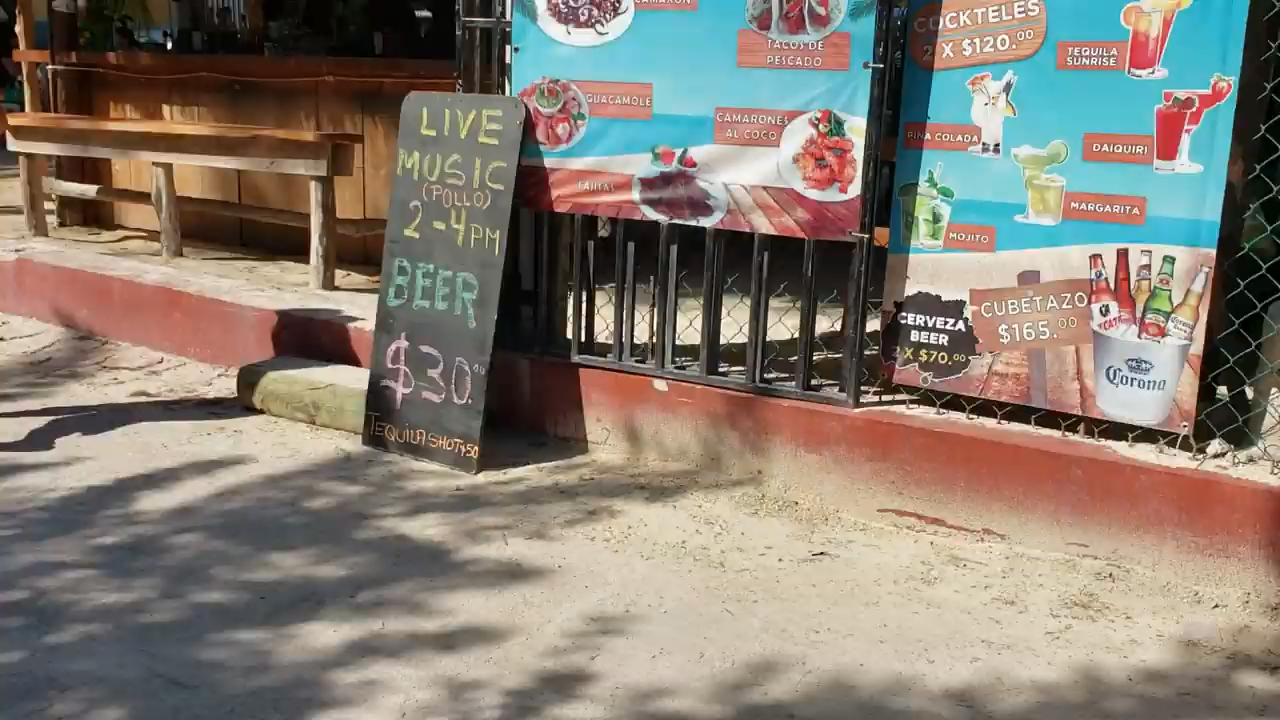 LIVE
MUSIC
(POLLO)
2-4PM
BEER
$30.00
TEQUILA SHOT $50
CAMARON
TACOS DE
PESCADO
GUACAMOLE
CAMARONES
AL COCO
FAJITAS
COCKTELES
2 X $120.00
TEQUILA
SUNRISE
PIÑA COLADA
DAIQUIRI
MARGARITA
MOJITO
CUBETAZO
$165.00
CERVEZA
BEER
2 X $70.00
Corona